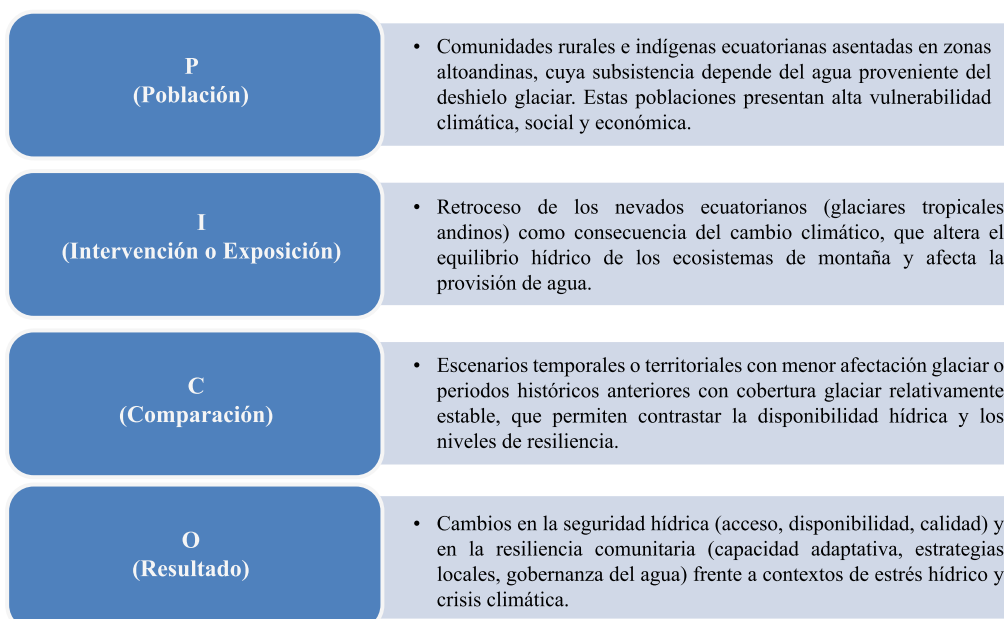 P
(Población)
• Comunidades rurales e indígenas ecuatorianas asentadas en zonas
altoandinas, cuya subsistencia depende del agua proveniente del
deshielo glaciar. Estas poblaciones presentan alta vulnerabilidad
climática, social y económica.
I
(Intervención o Exposición)
• Retroceso de los nevados ecuatorianos (glaciares tropicales
andinos) como consecuencia del cambio climático, que altera el
equilibrio hídrico de los ecosistemas de montaña y afecta la
provisión de agua.
C
(Comparación)
• Escenarios temporales o territoriales con menor afectación glaciar o
periodos históricos anteriores con cobertura glaciar relativamente
estable, que permiten contrastar la disponibilidad hídrica y los
niveles de resiliencia.
O
(Resultado)
• Cambios en la seguridad hídrica (acceso, disponibilidad, calidad) y
en la resiliencia comunitaria (capacidad adaptativa, estrategias
locales, gobernanza del agua) frente a contextos de estrés hídrico y
crisis climática.